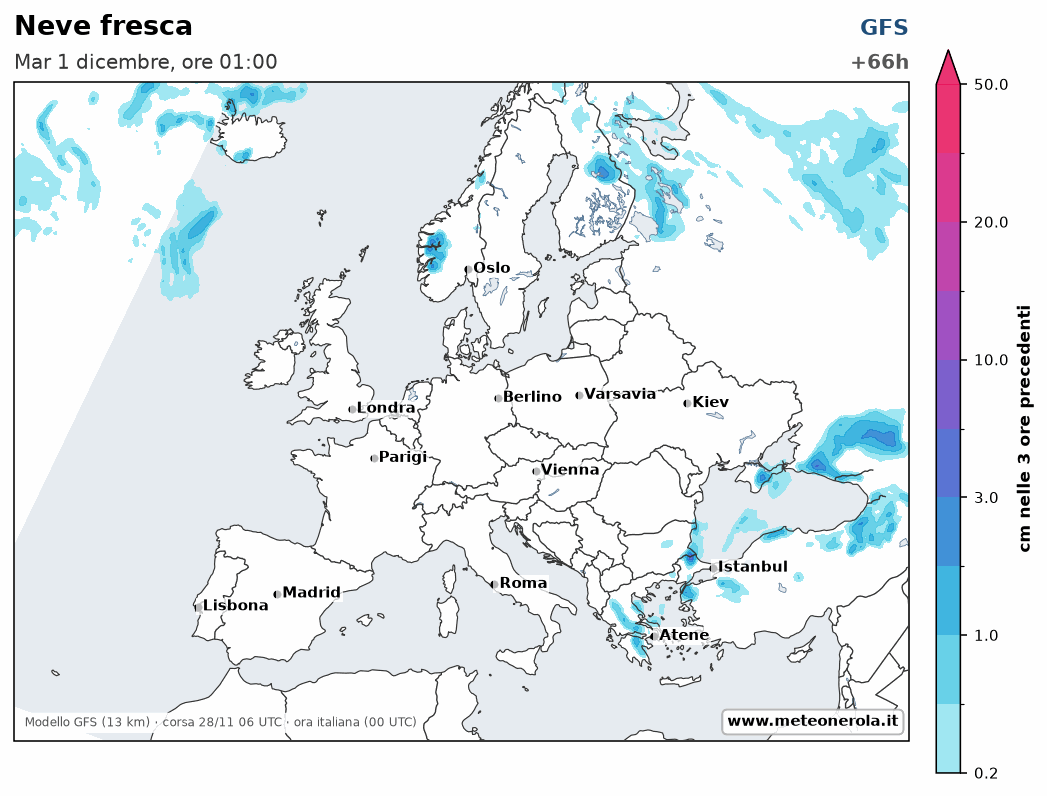 Neve fresca
GFS
Mar 1 dicembre, ore 01:00
+66h
50.0
20.0
10.0
3.0
1.0
0.2
cm nelle 3 ore precedenti
Oslo
Berlino
Varsavia
Kiev
Londra
Parigi
Vienna
Istanbul
Roma
Madrid
Lisbona
Atene
Modello GFS (13 km) · corsa 28/11 06 UTC · ora italiana (00 UTC)
www.meteonerola.it